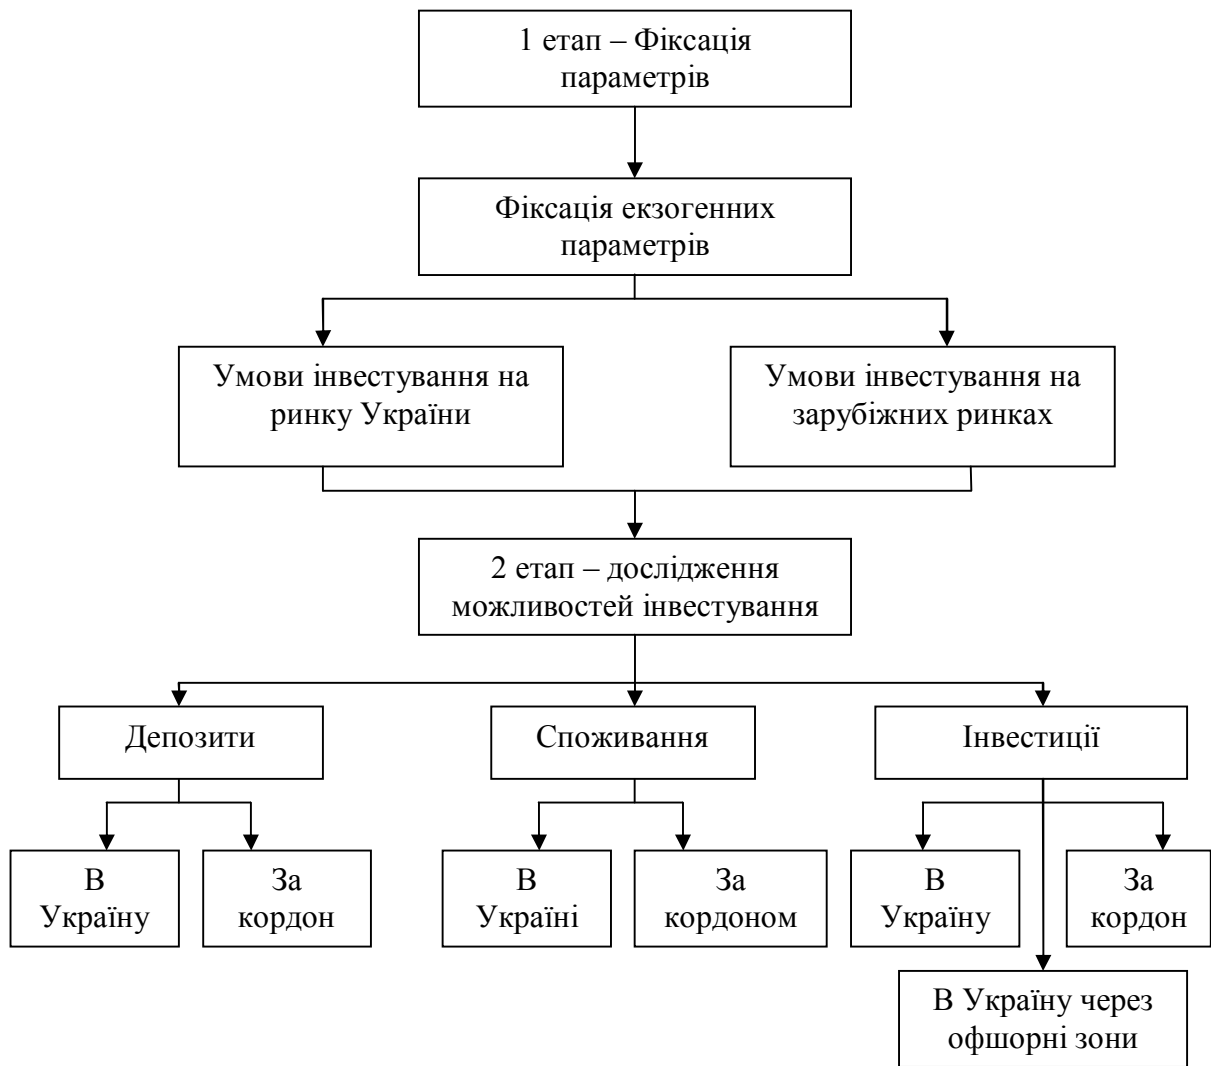 1 етап – Фіксація
параметрів
Фіксація екзогенних
параметрів
Умови інвестування на
ринку України
Умови інвестування на
зарубіжних ринках
2 етап – дослідження
можливостей інвестування
Депозити
Споживання
Інвестиції
В
Україну
За
кордон
В
Україні
За
кордоном
В
Україну
За
кордон
В Україну через
офшорні зони